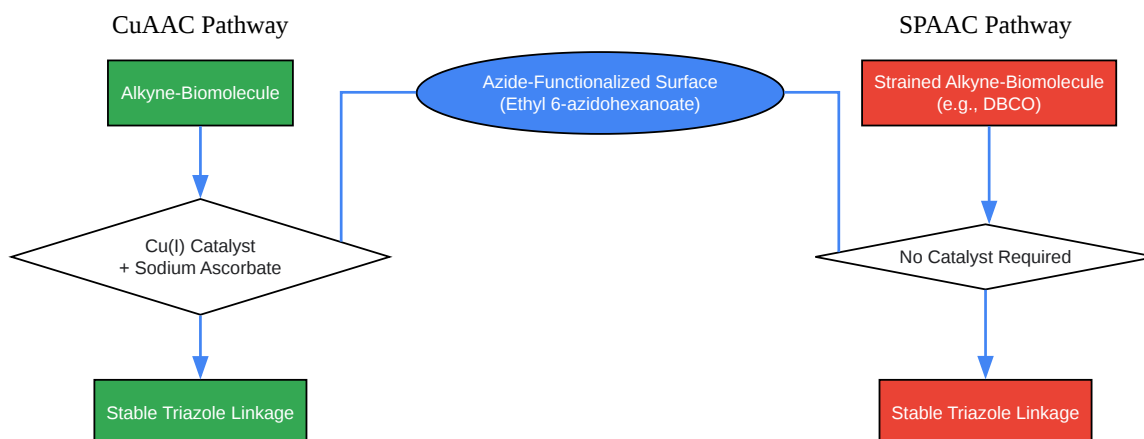 CuAAC Pathway
SPAAC Pathway
Alkyne-Biomolecule
Azide-Functionalized Surface
(Ethyl 6-azidohexanoate)
Strained Alkyne-Biomolecule
(e.g., DBCO)
Cu(I) Catalyst
+ Sodium Ascorbate
No Catalyst Required
Stable Triazole Linkage
Stable Triazole Linkage